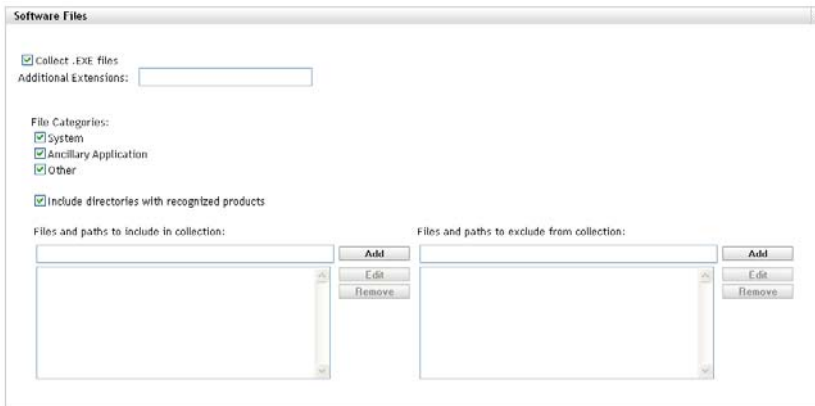 Software Files
Collect .EXE files
Additional Extensions:
File Categories:
System
Ancillary Application
Other
Include directories with recognized products
Files and paths to include in collection:
Files and paths to exclude from collection:
Add
Add
Edit
Edit
Remove
Remove